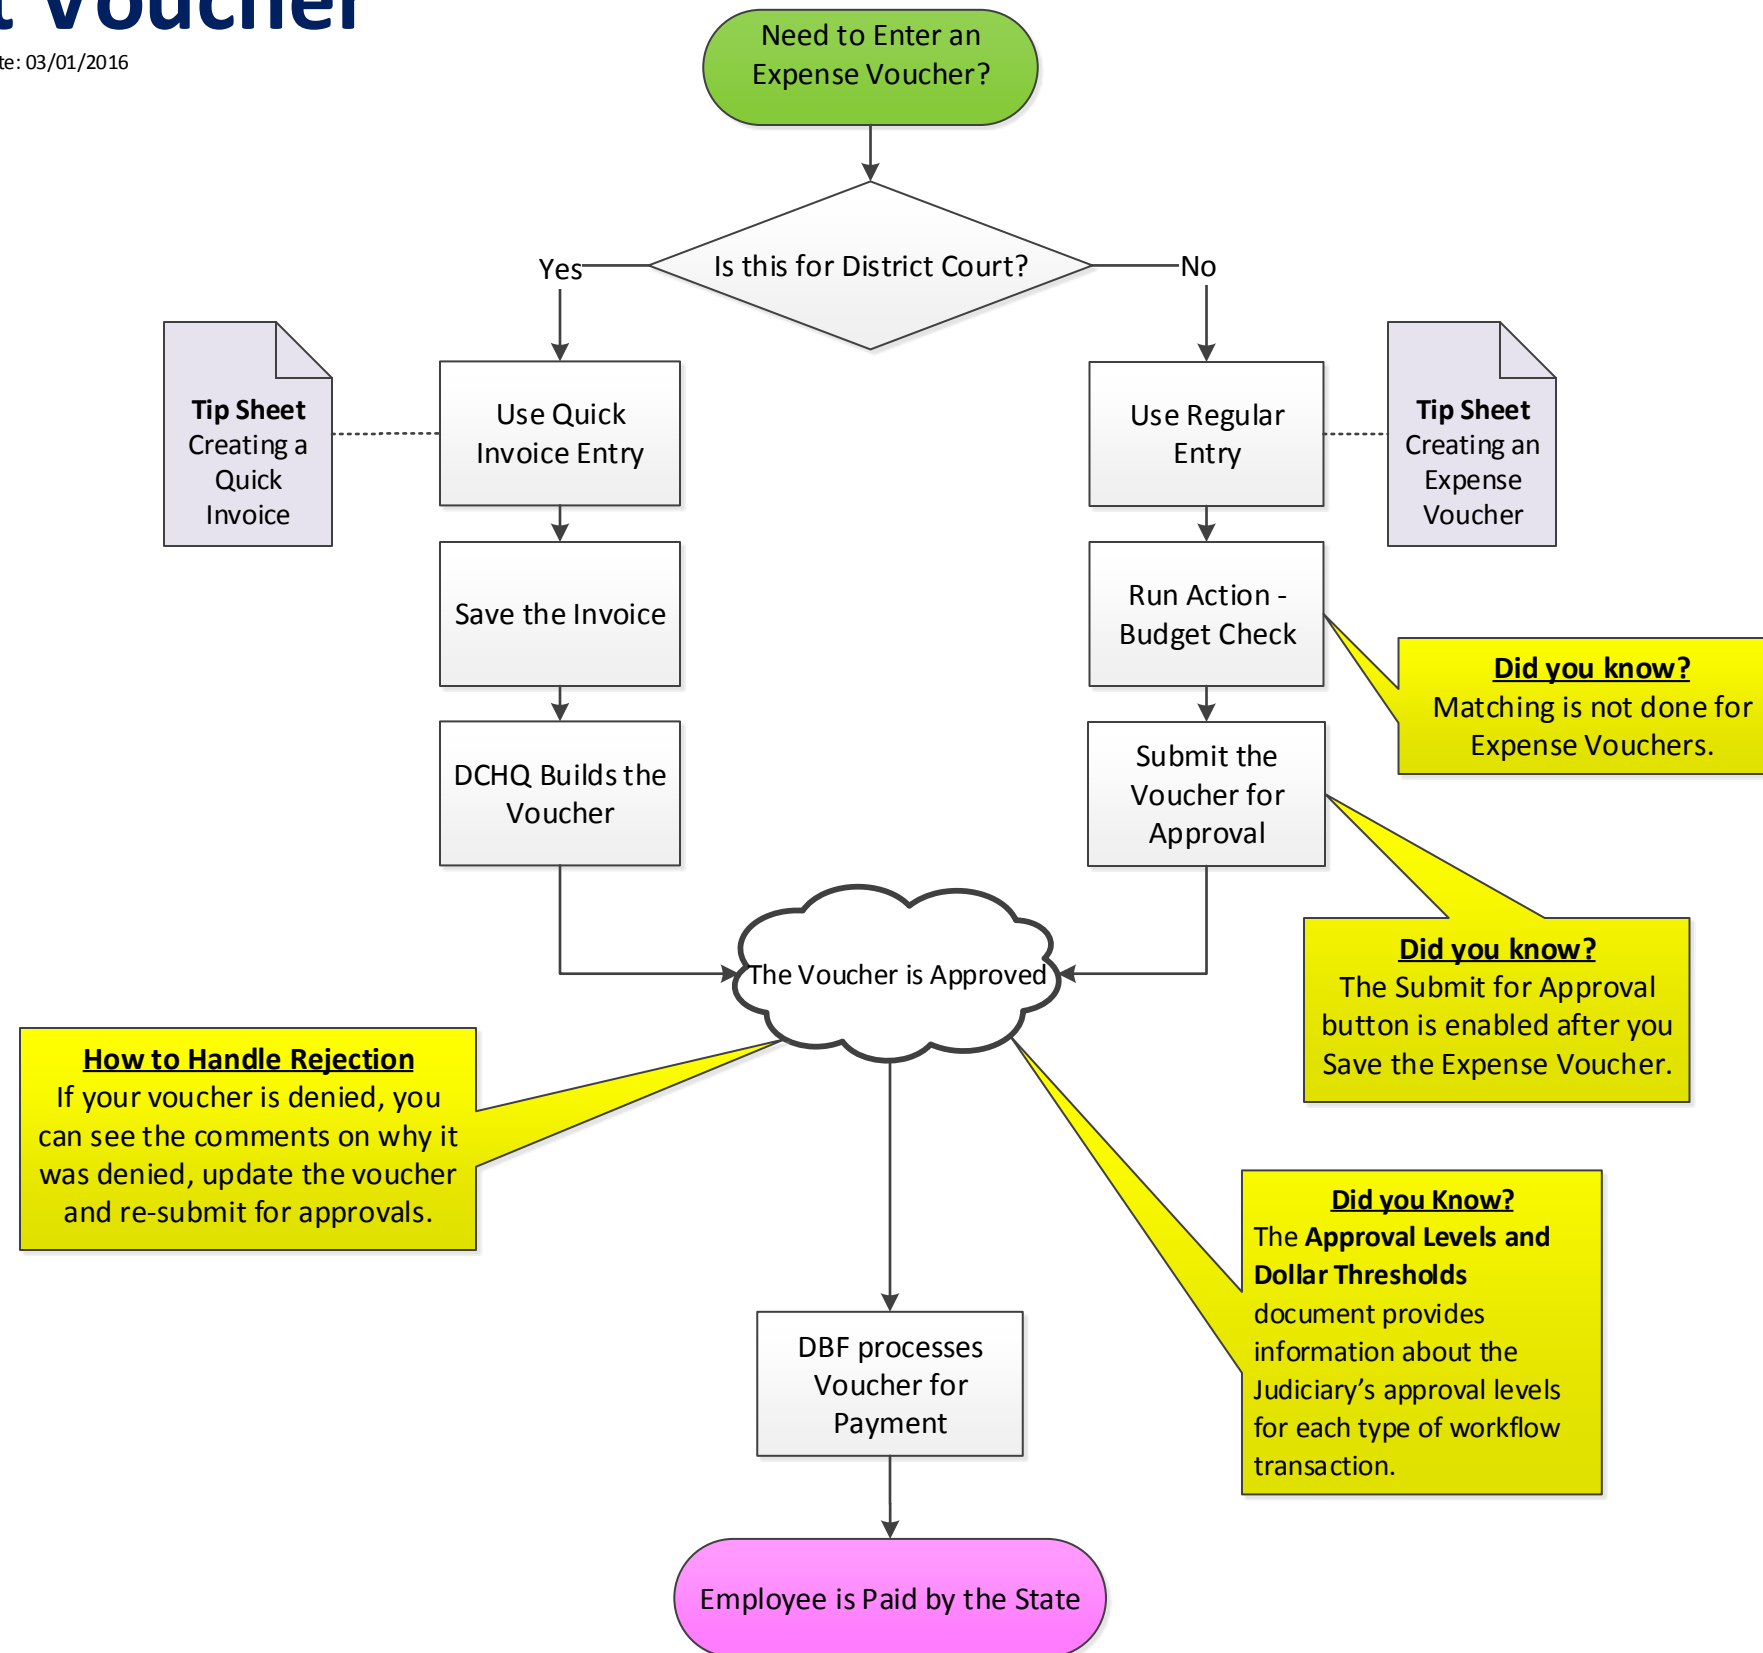 t Voucher
te: 03/01/2016
Need to Enter an
Expense Voucher?
Is this for District Court?
Yes
No
Tip Sheet
Creating a
Quick
Invoice
Use Quick
Invoice Entry
Use Regular
Entry
Tip Sheet
Creating an
Expense
Voucher
Save the Invoice
Run Action -
Budget Check
Did you know?
Matching is not done for
Expense Vouchers.
DCHQ Builds the
Voucher
Submit the
Voucher for
Approval
The Voucher is Approved
Did you know?
The Submit for Approval
button is enabled after you
Save the Expense Voucher.
How to Handle Rejection
If your voucher is denied, you
can see the comments on why it
was denied, update the voucher
and re-submit for approvals.
Did you Know?
The Approval Levels and
Dollar Thresholds
document provides
information about the
Judiciary’s approval levels
for each type of workflow
transaction.
DBF processes
Voucher for
Payment
Employee is Paid by the State